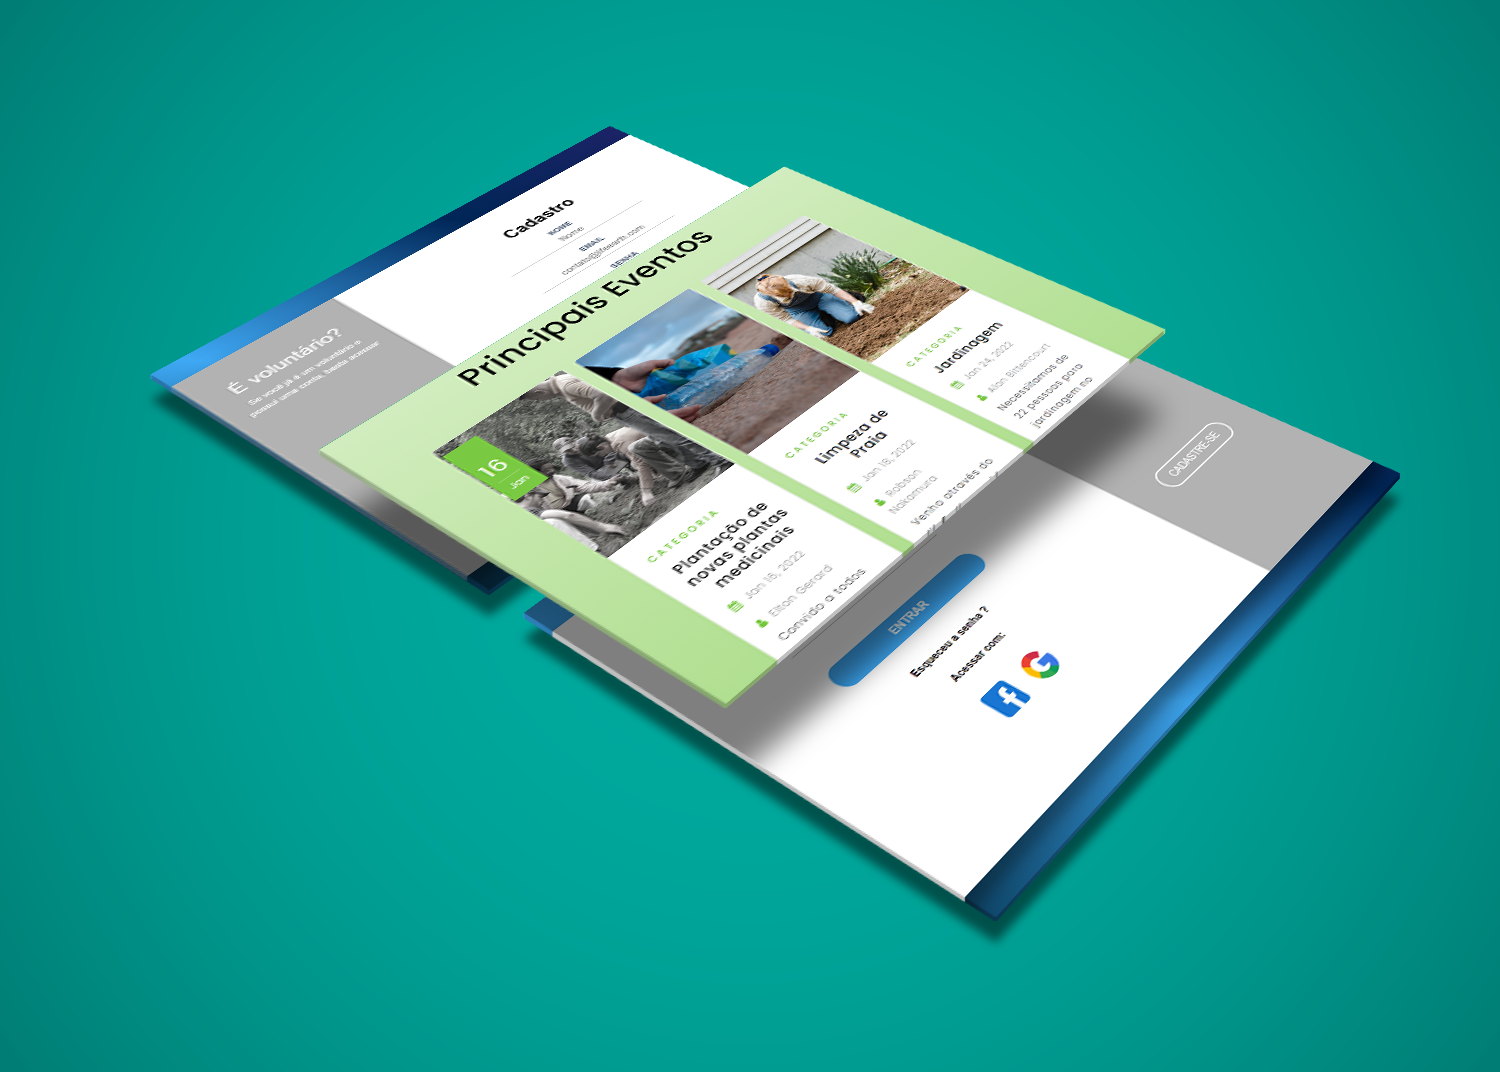 Cadastro
NOME
Nome
EMAIL
contato@lifeearth.com
SENHA
É voluntário?
Se você já é um voluntário e
possui uma conta, basta acessar
Principais Eventos
16
Jan
CATEGORIA
Plantação de
novas plantas
medicinais
Jan 16, 2022
Elton Gerard
Convido a todos
CATEGORIA
Limpeza de
Praia
Jan 18, 2022
Robson
Nakamura
Venho através do
CATEGORIA
Jardinagem
Jan 24, 2022
Alan Bittencourt
Necessitamos de
22 pessoas para
jardinagem no
CADASTRE-SE
ENTRAR
Esqueceu a senha ?
Acessar com: